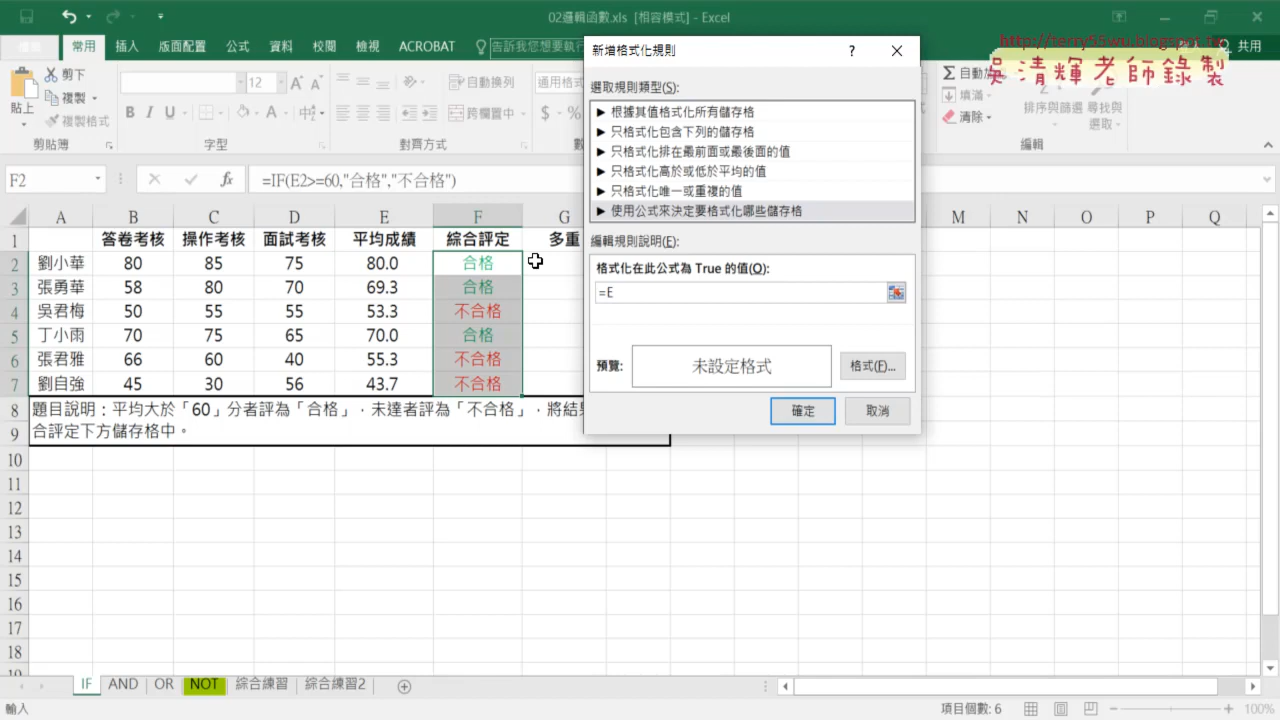 02邏輯函數.xls [相容模式] - Excel
http://terry55wu.blogspot.tw
吳清輝老師錄製
常用 插入 版面配置 公式 資料 校閱 檢視 ACROBAT 告訴我您想要執行 共用
貼上 剪下 複製 複製格式 剪貼簿
12 字型
自動換列 跨欄置中 對齊方式
通用格式 $ %
Σ 自動加 填滿 清除 排序與篩選 尋找與選取 編輯
F2 =IF(E2>=60,"合格","不合格")
A B C D E F G M N O P Q
1 答卷考核 操作考核 面試考核 平均成績 綜合評定 多重
2 劉小華 80 85 75 80.0 合格
3 張勇華 58 80 70 69.3 合格
4 吳君梅 50 55 55 53.3 不合格
5 丁小雨 70 75 65 70.0 合格
6 張君雅 66 60 40 55.3 不合格
7 劉自強 45 30 56 43.7 不合格
8 題目說明：平均大於「60」分者評為「合格」，未達者評為「不合格」，將結
9 合評定下方儲存格中。
10
11
12
13
14
15
16
17
18
19
新增格式化規則 ?
選取規則類型(S):
► 根據其值格式化所有儲存格
► 只格式化包含下列的儲存格
► 只格式化排在最前面或最後面的值
► 只格式化高於或低於平均的值
► 只格式化唯一或重複的值
► 使用公式來決定要格式化哪些儲存格
編輯規則說明(E):
格式化在此公式為 True 的值(O):
=E
預覽: 未設定格式 格式(F)...
確定 取消
IF AND OR NOT 綜合練習 綜合練習2
輸入 項目個數: 6 100%